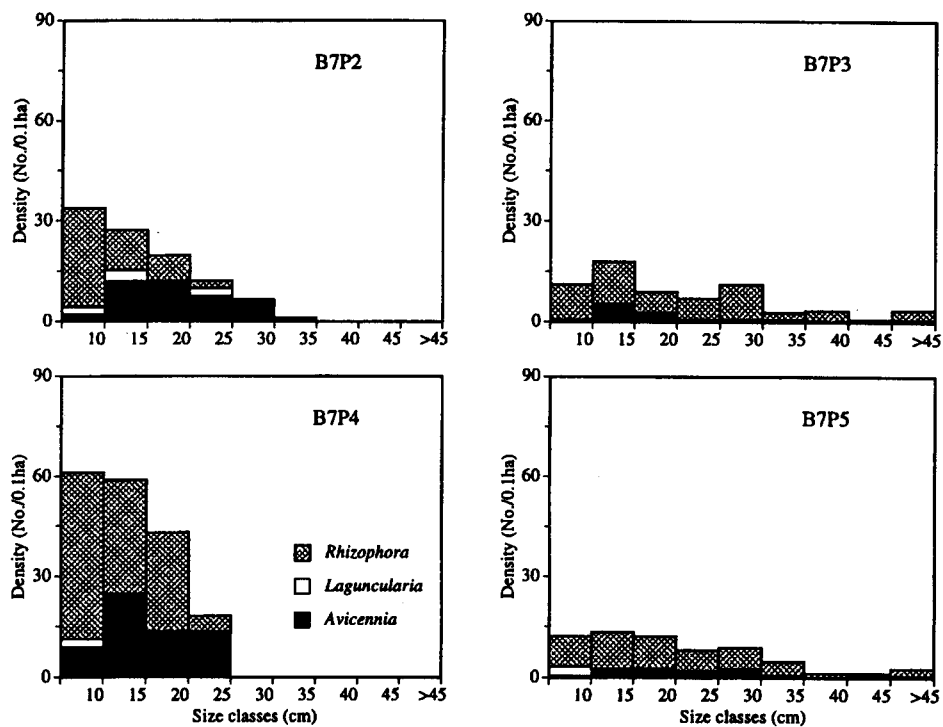 B7P2
Density (No./0.1ha)
90
60
30
0
10 15 20 25 30 35 40 45 >45
B7P3
Density (No./0.1ha)
90
60
30
0
10 15 20 25 30 35 40 45 >45
B7P4
Density (No./0.1ha)
90
60
30
0
Rhizophora
Laguncularia
Avicennia
10 15 20 25 30 35 40 45 >45
Size classes (cm)
B7P5
Density (No./0.1ha)
90
60
30
0
10 15 20 25 30 35 40 45 >45
Size classes (cm)